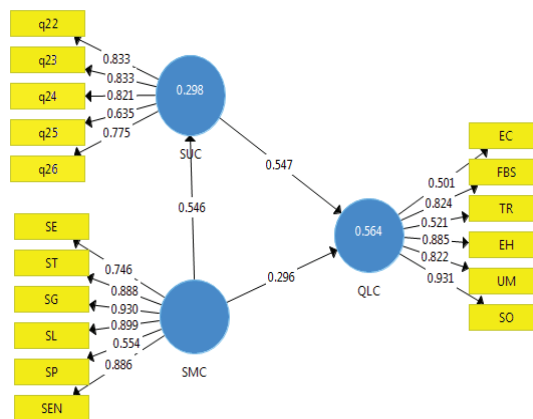 q22
q23
q24
q25
q26
0.833
0.833
0.821
0.635
0.775
0.298
SUC
0.547
0.546
0.296
SE
ST
SG
SL
SP
SEN
0.746
0.888
0.930
0.899
0.554
0.886
SMC
0.564
QLC
0.501
0.824
0.521
0.885
0.822
0.931
EC
FBS
TR
EH
UM
SO